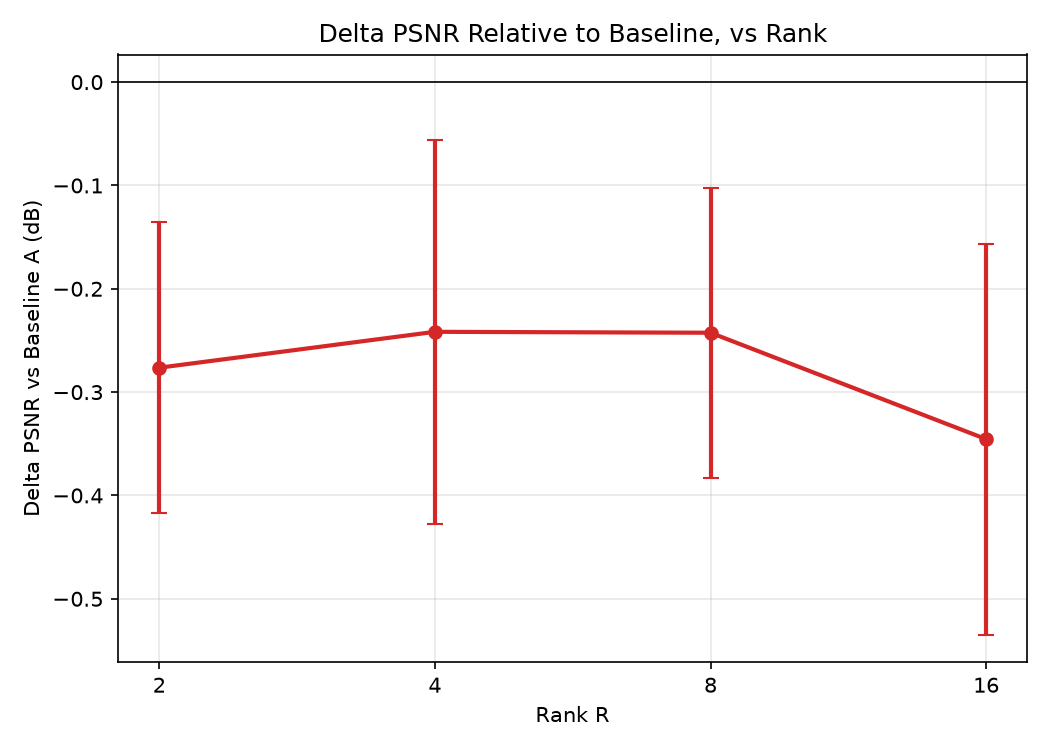 Delta PSNR Relative to Baseline, vs Rank
Delta PSNR vs Baseline A (dB)
0.0
−0.1
−0.2
−0.3
−0.4
−0.5
2 4 8 16
Rank R